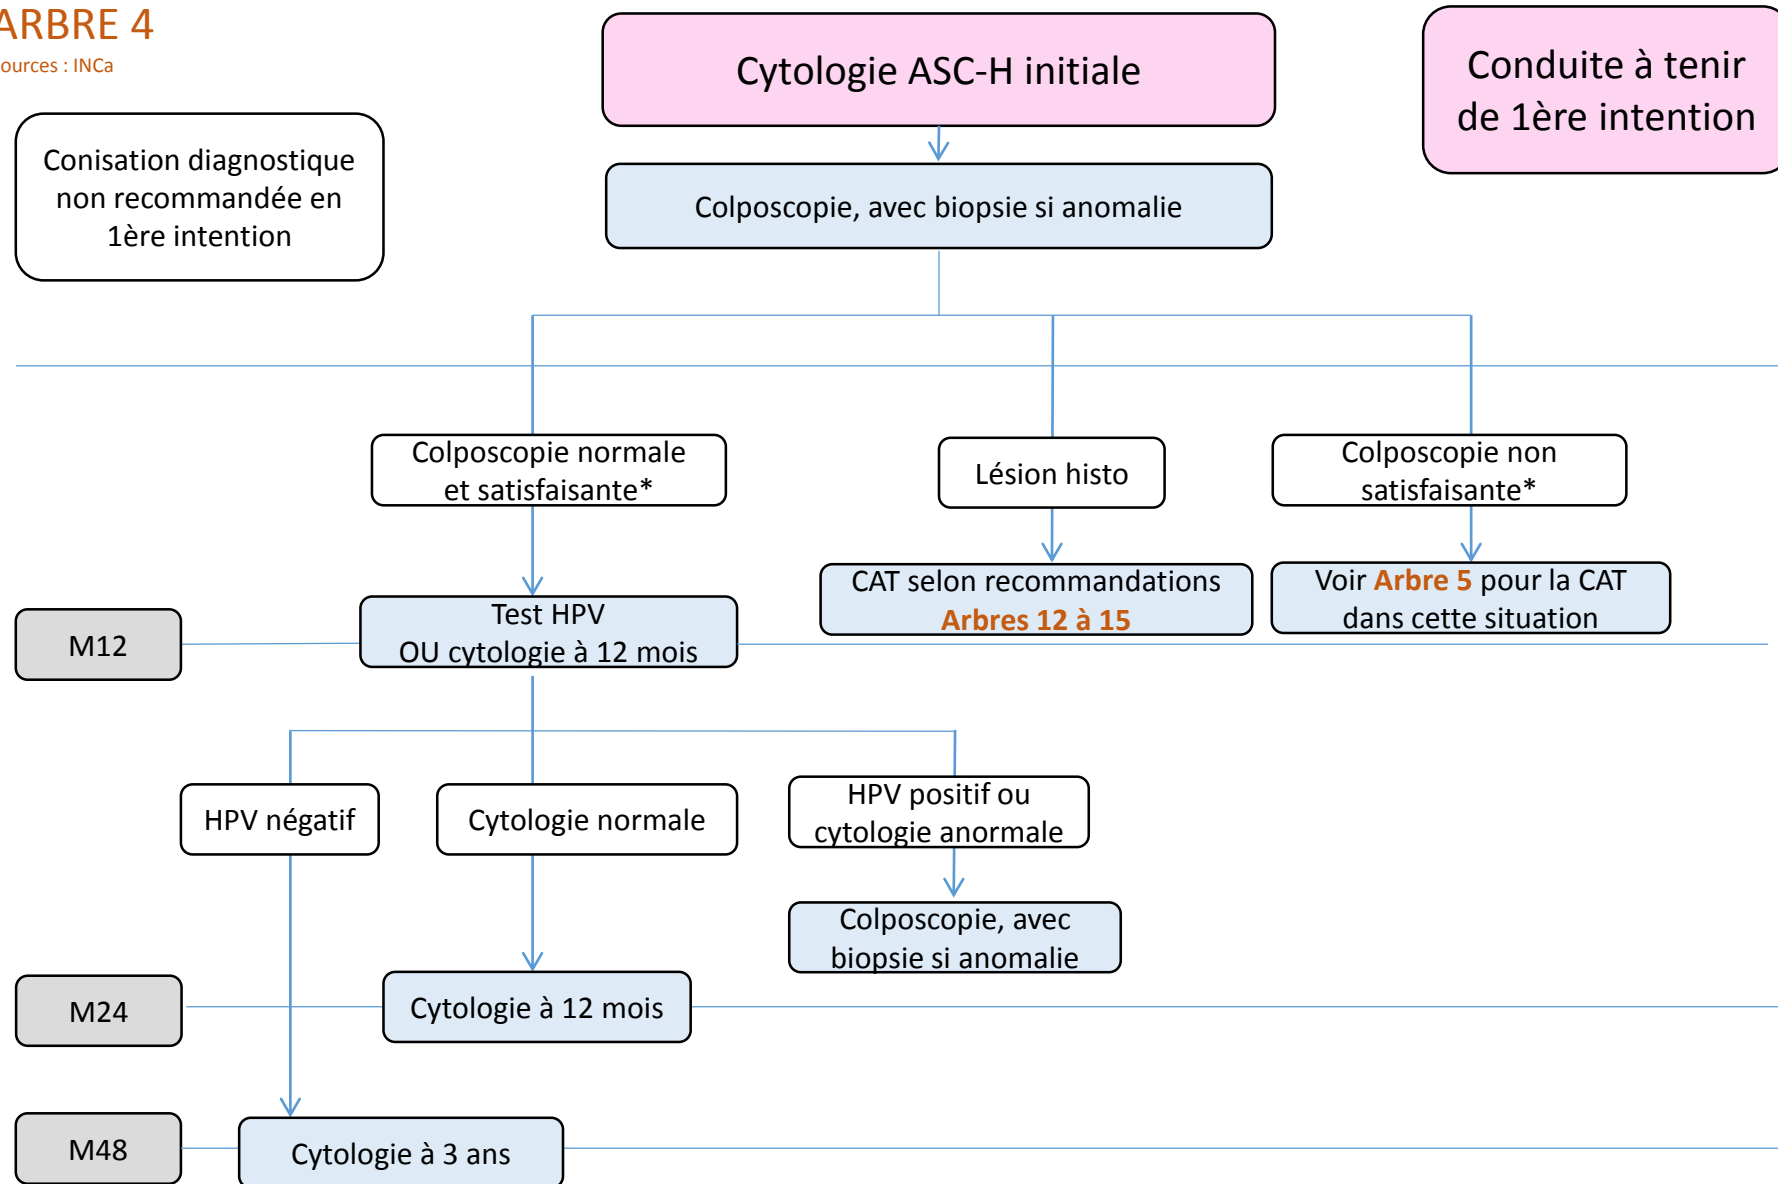 ARBRE 4
ources : INCa
Cytologie ASC-H initiale
Conduite à tenir
de 1ère intention
Conisation diagnostique
non recommandée en
1ère intention
Colposcopie, avec biopsie si anomalie
Colposcopie normale
et satisfaisante*
Lésion histo
Colposcopie non
satisfaisante*
CAT selon recommandations
Arbres 12 à 15
Voir Arbre 5 pour la CAT
dans cette situation
M12
Test HPV
OU cytologie à 12 mois
HPV négatif
Cytologie normale
HPV positif ou
cytologie anormale
Colposcopie, avec
biopsie si anomalie
M24
Cytologie à 12 mois
M48
Cytologie à 3 ans